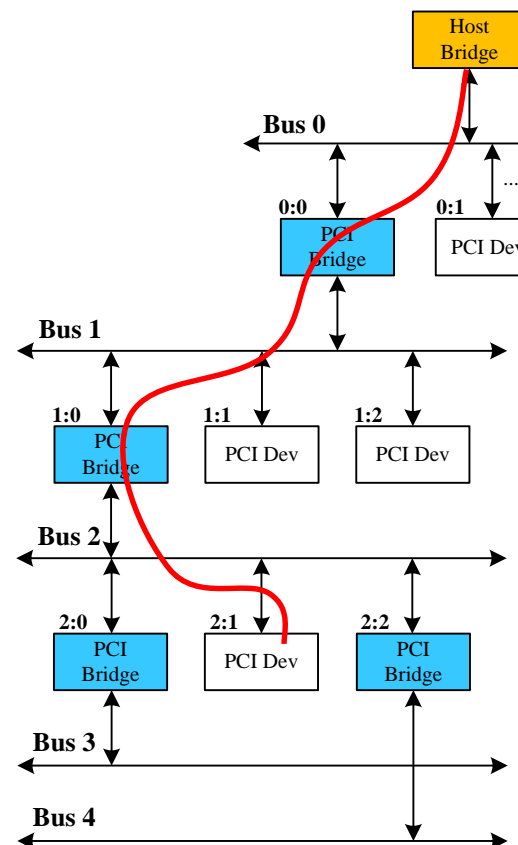 Host
Bridge
Bus 0
0:0
0:1
...
PCI
Bridge
PCI Dev
Bus 1
1:0
1:1
1:2
PCI
Bridge
PCI Dev
PCI Dev
Bus 2
2:0
2:1
2:2
PCI
Bridge
PCI Dev
PCI
Bridge
Bus 3
Bus 4